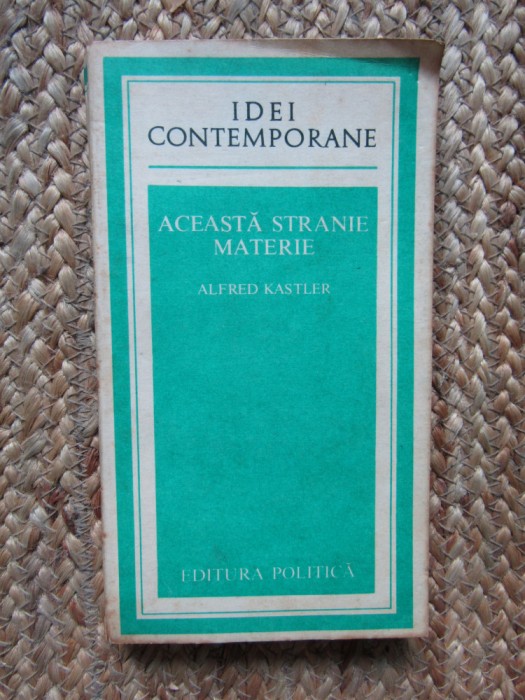 IDEI
CONTEMPORANE
ACEASTĂ STRANIE
MATERIE
ALFRED KASTLER
EDITURA POLITICĂ